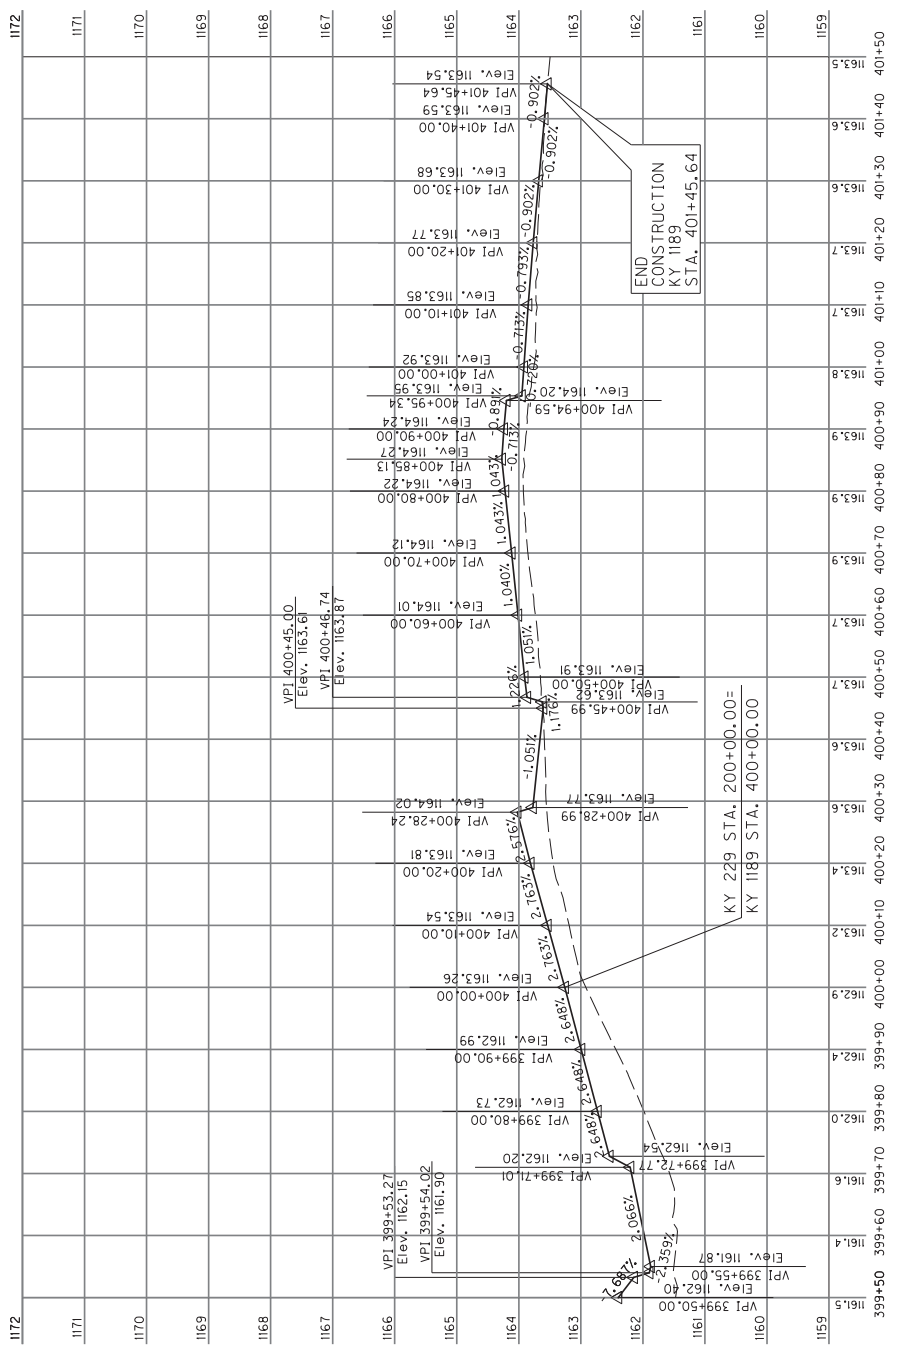 1172 1171 1170 1169 1168 1167 1166 1165 1164 1163 1162 1161 1160 1159
VPI 399+50.00
Elev. 1162.40
-7.687%
VPI 399+53.27
Elev. 1162.15
VPI 399+54.02
Elev. 1161.90
-2.359%
VPI 399+55.00
Elev. 1161.87
2.066%
VPI 399+71.01
Elev. 1162.20
VPI 399+72.77
Elev. 1162.54
2.648%
VPI 399+80.00
Elev. 1162.73
2.648%
VPI 399+90.00
Elev. 1162.99
2.648%
VPI 400+00.00
Elev. 1163.26
KY 229 STA. 200+00.00=
KY 1189 STA. 400+00.00
2.763%
VPI 400+10.00
Elev. 1163.54
2.763%
VPI 400+20.00
Elev. 1163.81
2.576%
VPI 400+28.24
Elev. 1164.02
VPI 400+28.99
Elev. 1163.77
-1.051%
VPI 400+45.00
Elev. 1163.61
1.176%
VPI 400+45.99
Elev. 1163.62
VPI 400+46.74
Elev. 1163.87
1.226%
VPI 400+50.00
Elev. 1163.91
1.051%
VPI 400+60.00
Elev. 1164.01
1.040%
VPI 400+70.00
Elev. 1164.12
1.043%
VPI 400+80.00
Elev. 1164.22
1.043%
VPI 400+85.13
Elev. 1164.27
-0.713%
VPI 400+90.00
Elev. 1164.24
VPI 400+94.59
Elev. 1164.20
VPI 400+95.34
Elev. 1163.95
VPI 401+00.00
Elev. 1163.92
-0.713%
VPI 401+10.00
Elev. 1163.85
-0.793%
VPI 401+20.00
Elev. 1163.77
-0.902%
VPI 401+30.00
Elev. 1163.68
-0.902%
VPI 401+40.00
Elev. 1163.59
-0.902%
VPI 401+45.64
Elev. 1163.54
END
CONSTRUCTION
KY 1189
STA. 401+45.64
1172 1171 1170 1169 1168 1167 1166 1165 1164 1163 1162 1161 1160 1159
1161.5 1161.4 1161.6 1162.0 1162.4 1162.9 1163.2 1163.4 1163.6 1163.6 1163.7 1163.7 1163.9 1163.9 1163.9 1163.8 1163.7 1163.7 1163.6 1163.6 1163.5
399+50 399+60 399+70 399+80 399+90 400+00 400+10 400+20 400+30 400+40 400+50 400+60 400+70 400+80 400+90 401+00 401+10 401+20 401+30 401+40 401+50